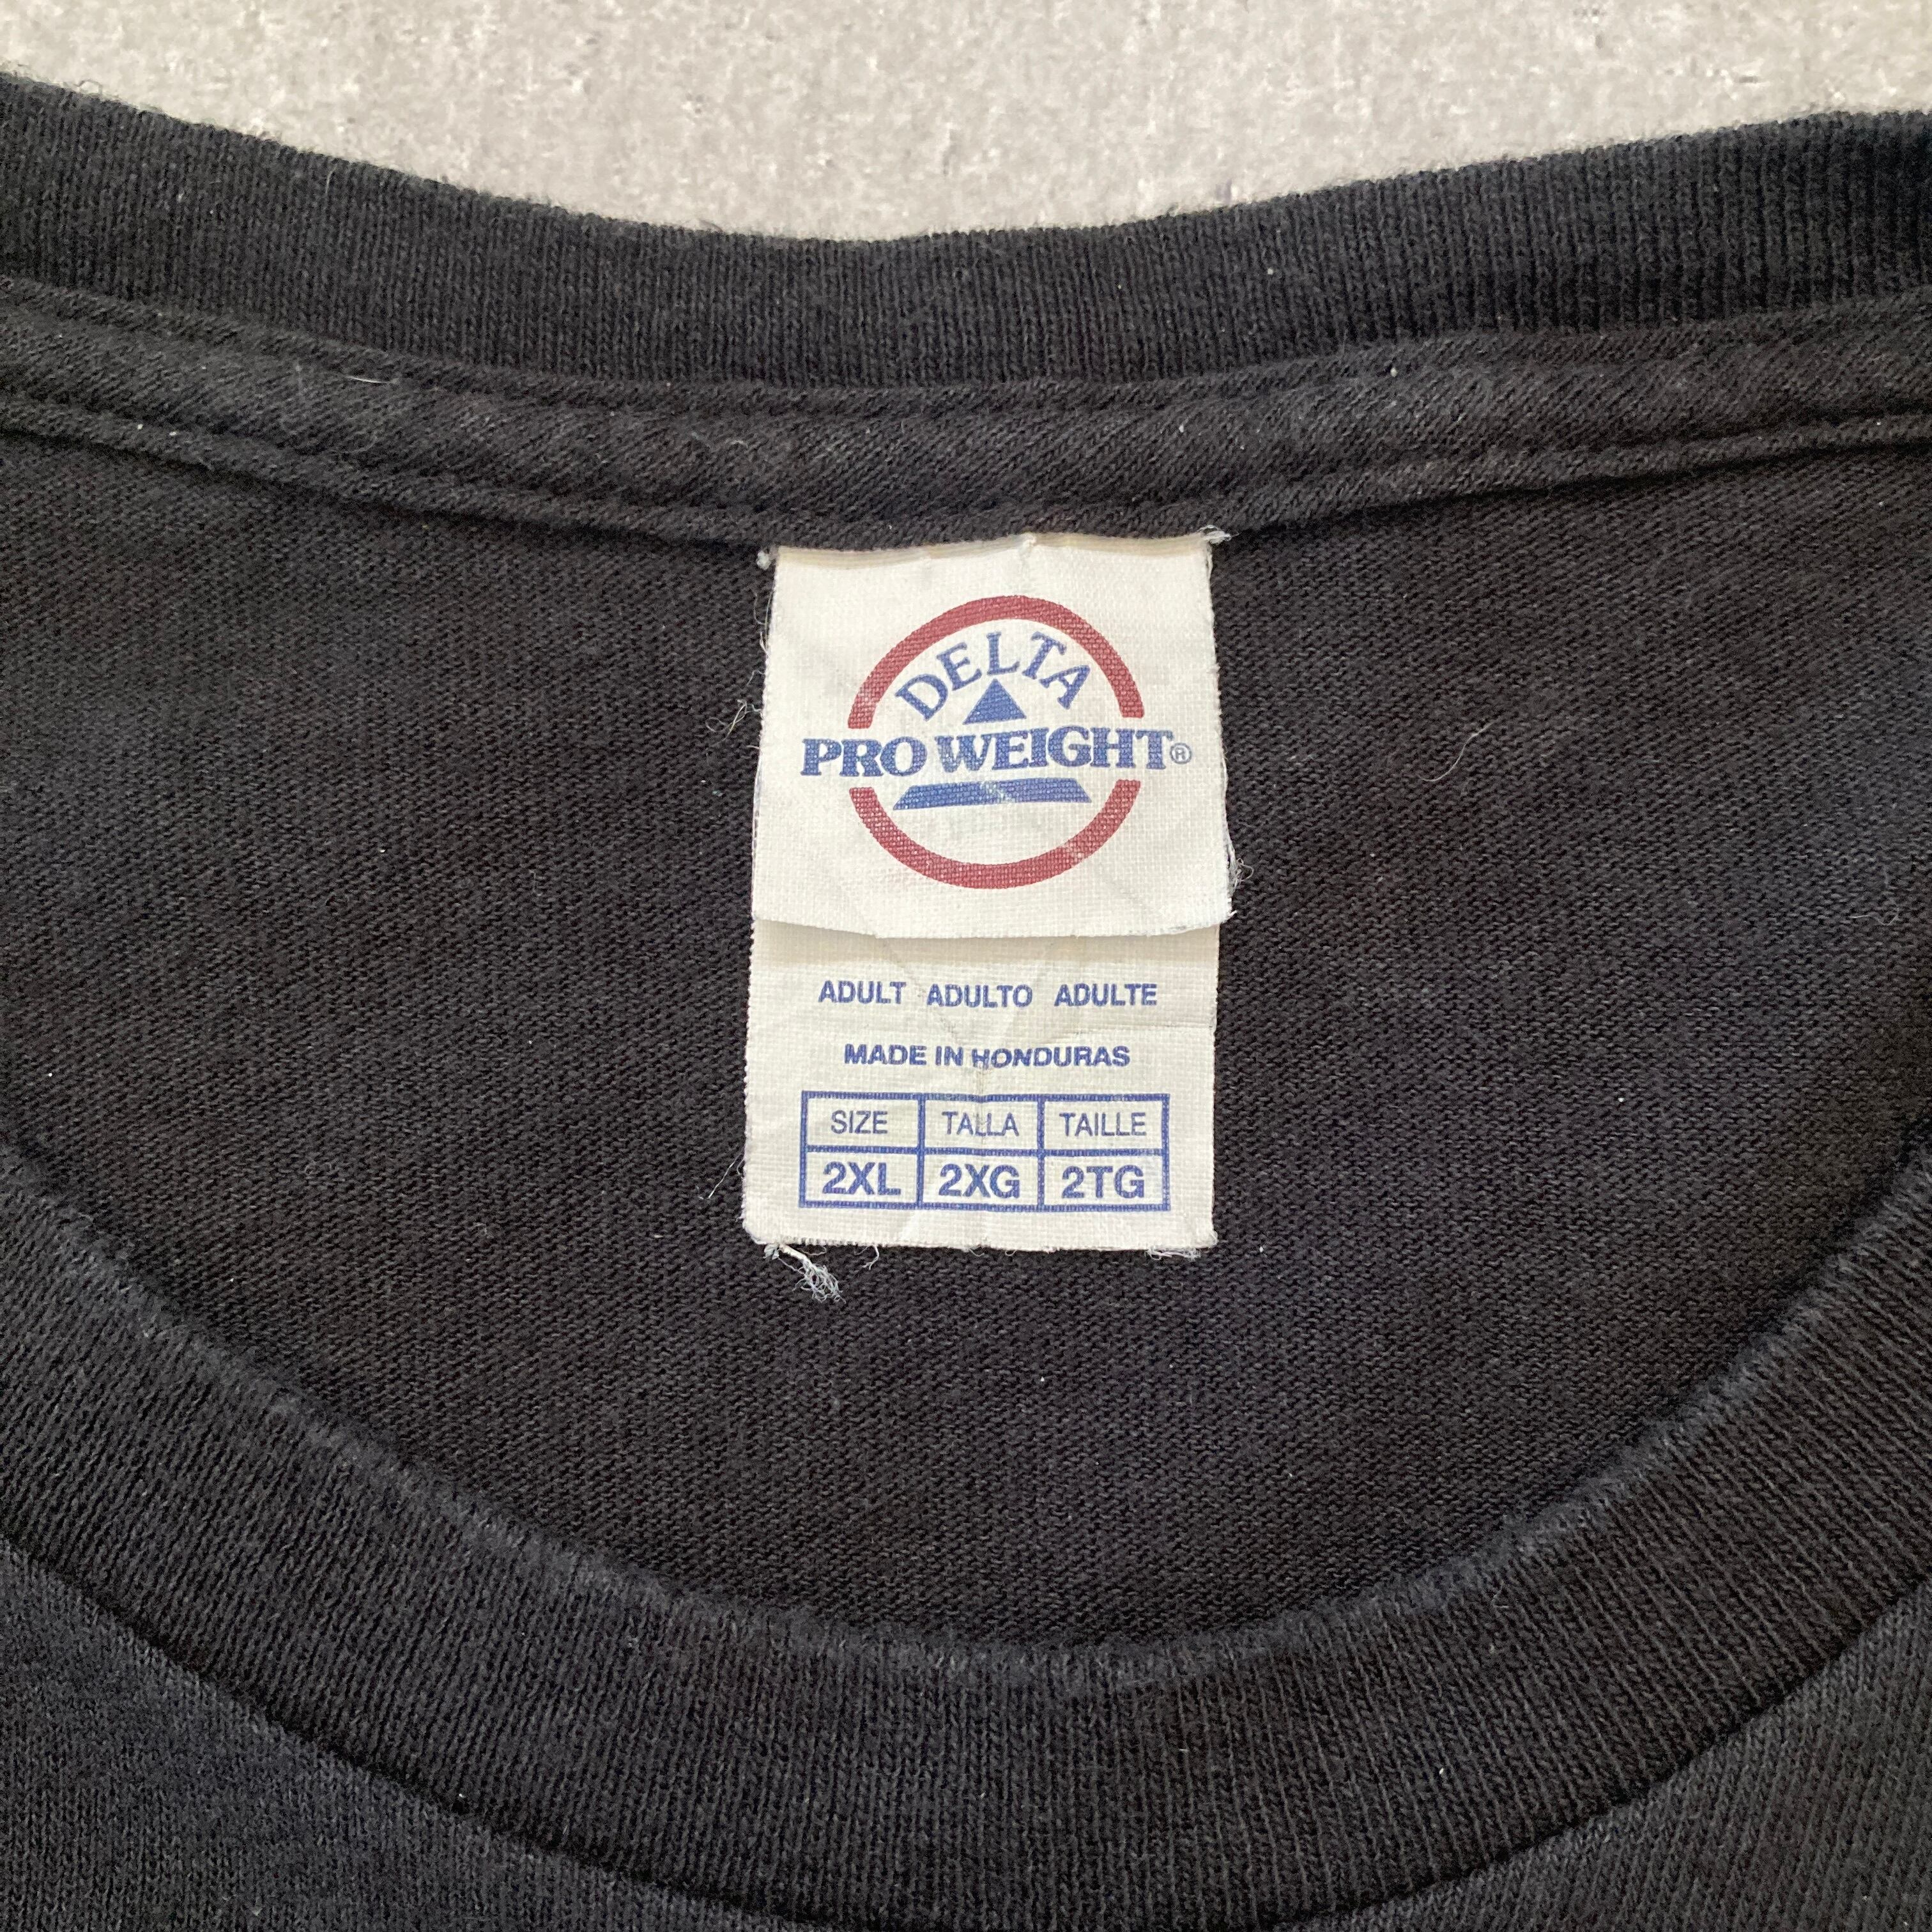 DELTA
PRO WEIGHT®
ADULT ADULTO ADULTE
MADE IN HONDURAS
SIZE TALLA TAILLE
2XL 2XG 2TG